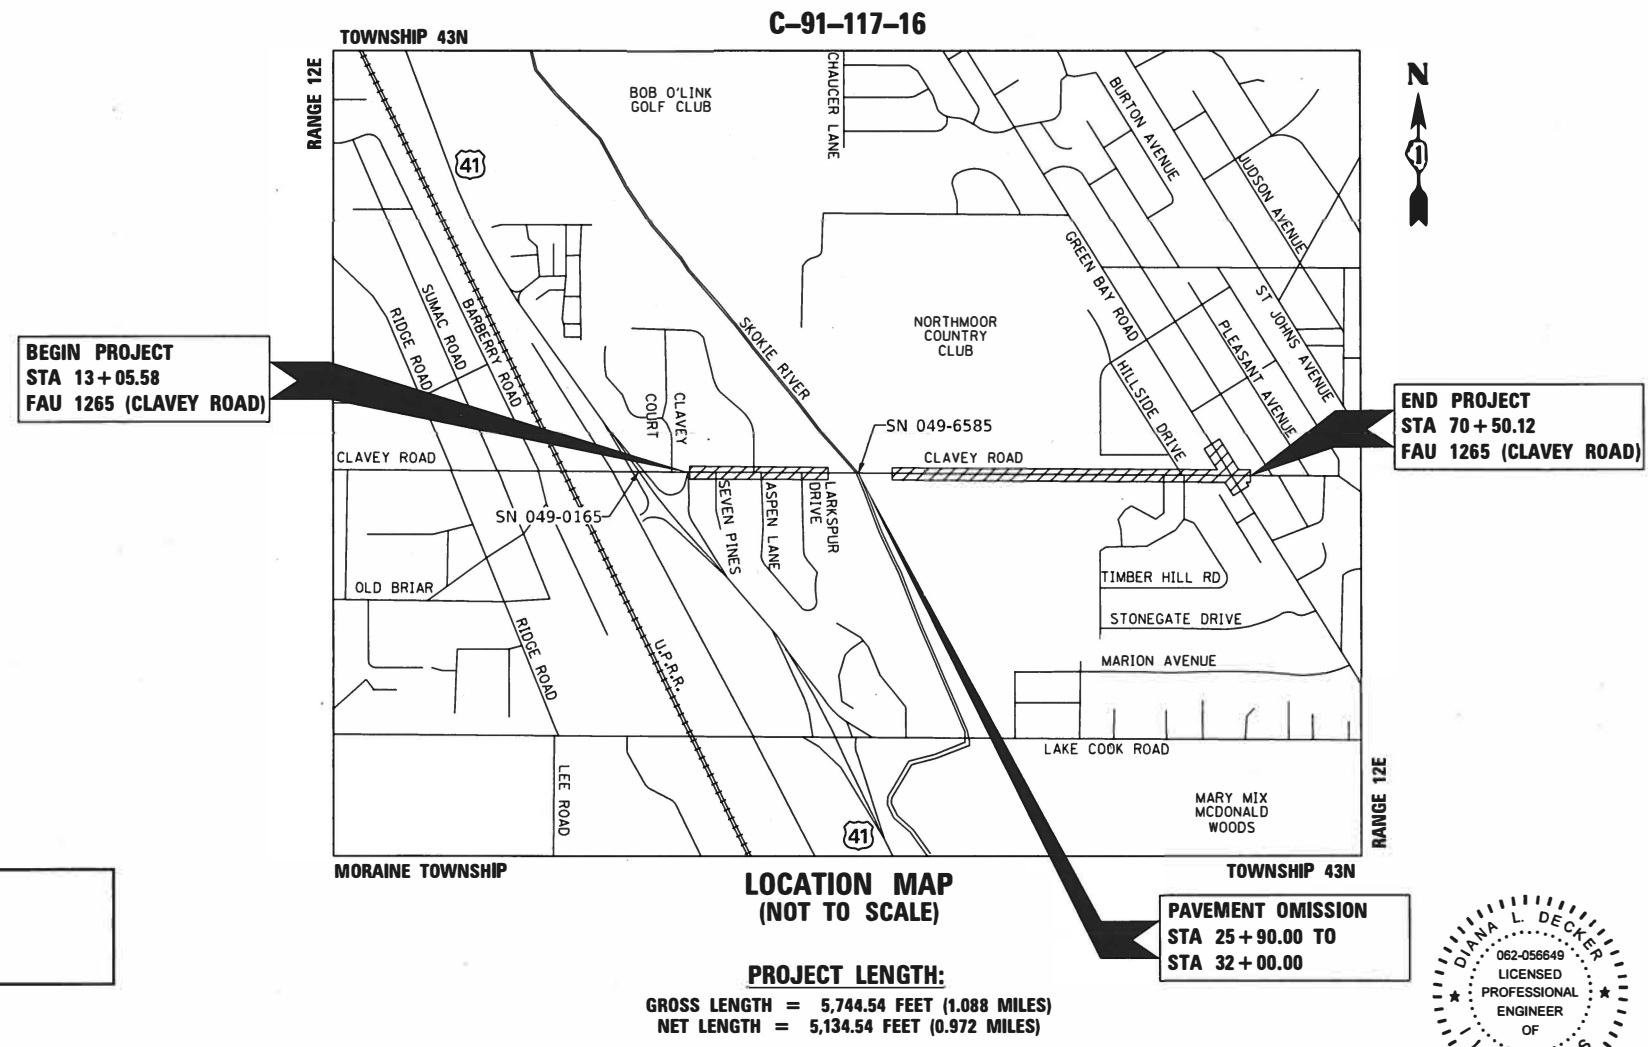 C–91–117–16
TOWNSHIP 43N
RANGE 12E
BOB O'LINK
GOLF CLUB
CHAUCER LANE
BURTON AVENUE
JUDSON AVENUE
N
1
41
SUMAC ROAD
BARBERRY ROAD
RIDGE ROAD
SKOKIE RIVER
GREEN BAY ROAD
ST JOHNS AVENUE
PLEASANT AVENUE
HILLSIDE DRIVE
NORTHMOOR
COUNTRY
CLUB
BEGIN PROJECT
STA 13+05.58
FAU 1265 (CLAVEY ROAD)
CLAVEY
COURT
SN 049-6585
END PROJECT
STA 70+50.12
FAU 1265 (CLAVEY ROAD)
CLAVEY ROAD
CLAVEY ROAD
SN 049-0165
SEVEN PINES
ASPEN LANE
LARKSPUR
DRIVE
OLD BRIAR
TIMBER HILL RD
STONEGATE DRIVE
RIDGE ROAD
U.P.R.R.
MARION AVENUE
LAKE COOK ROAD
LEE ROAD
41
MARY MIX
MCDONALD
WOODS
RANGE 12E
MORAINE TOWNSHIP
TOWNSHIP 43N
LOCATION MAP
(NOT TO SCALE)
PAVEMENT OMISSION
STA 25+90.00 TO
STA 32+00.00
PROJECT LENGTH:
GROSS LENGTH = 5,744.54 FEET (1.088 MILES)
NET LENGTH = 5,134.54 FEET (0.972 MILES)
DIANA L. DECKER
062-056649
LICENSED
PROFESSIONAL
ENGINEER
OF